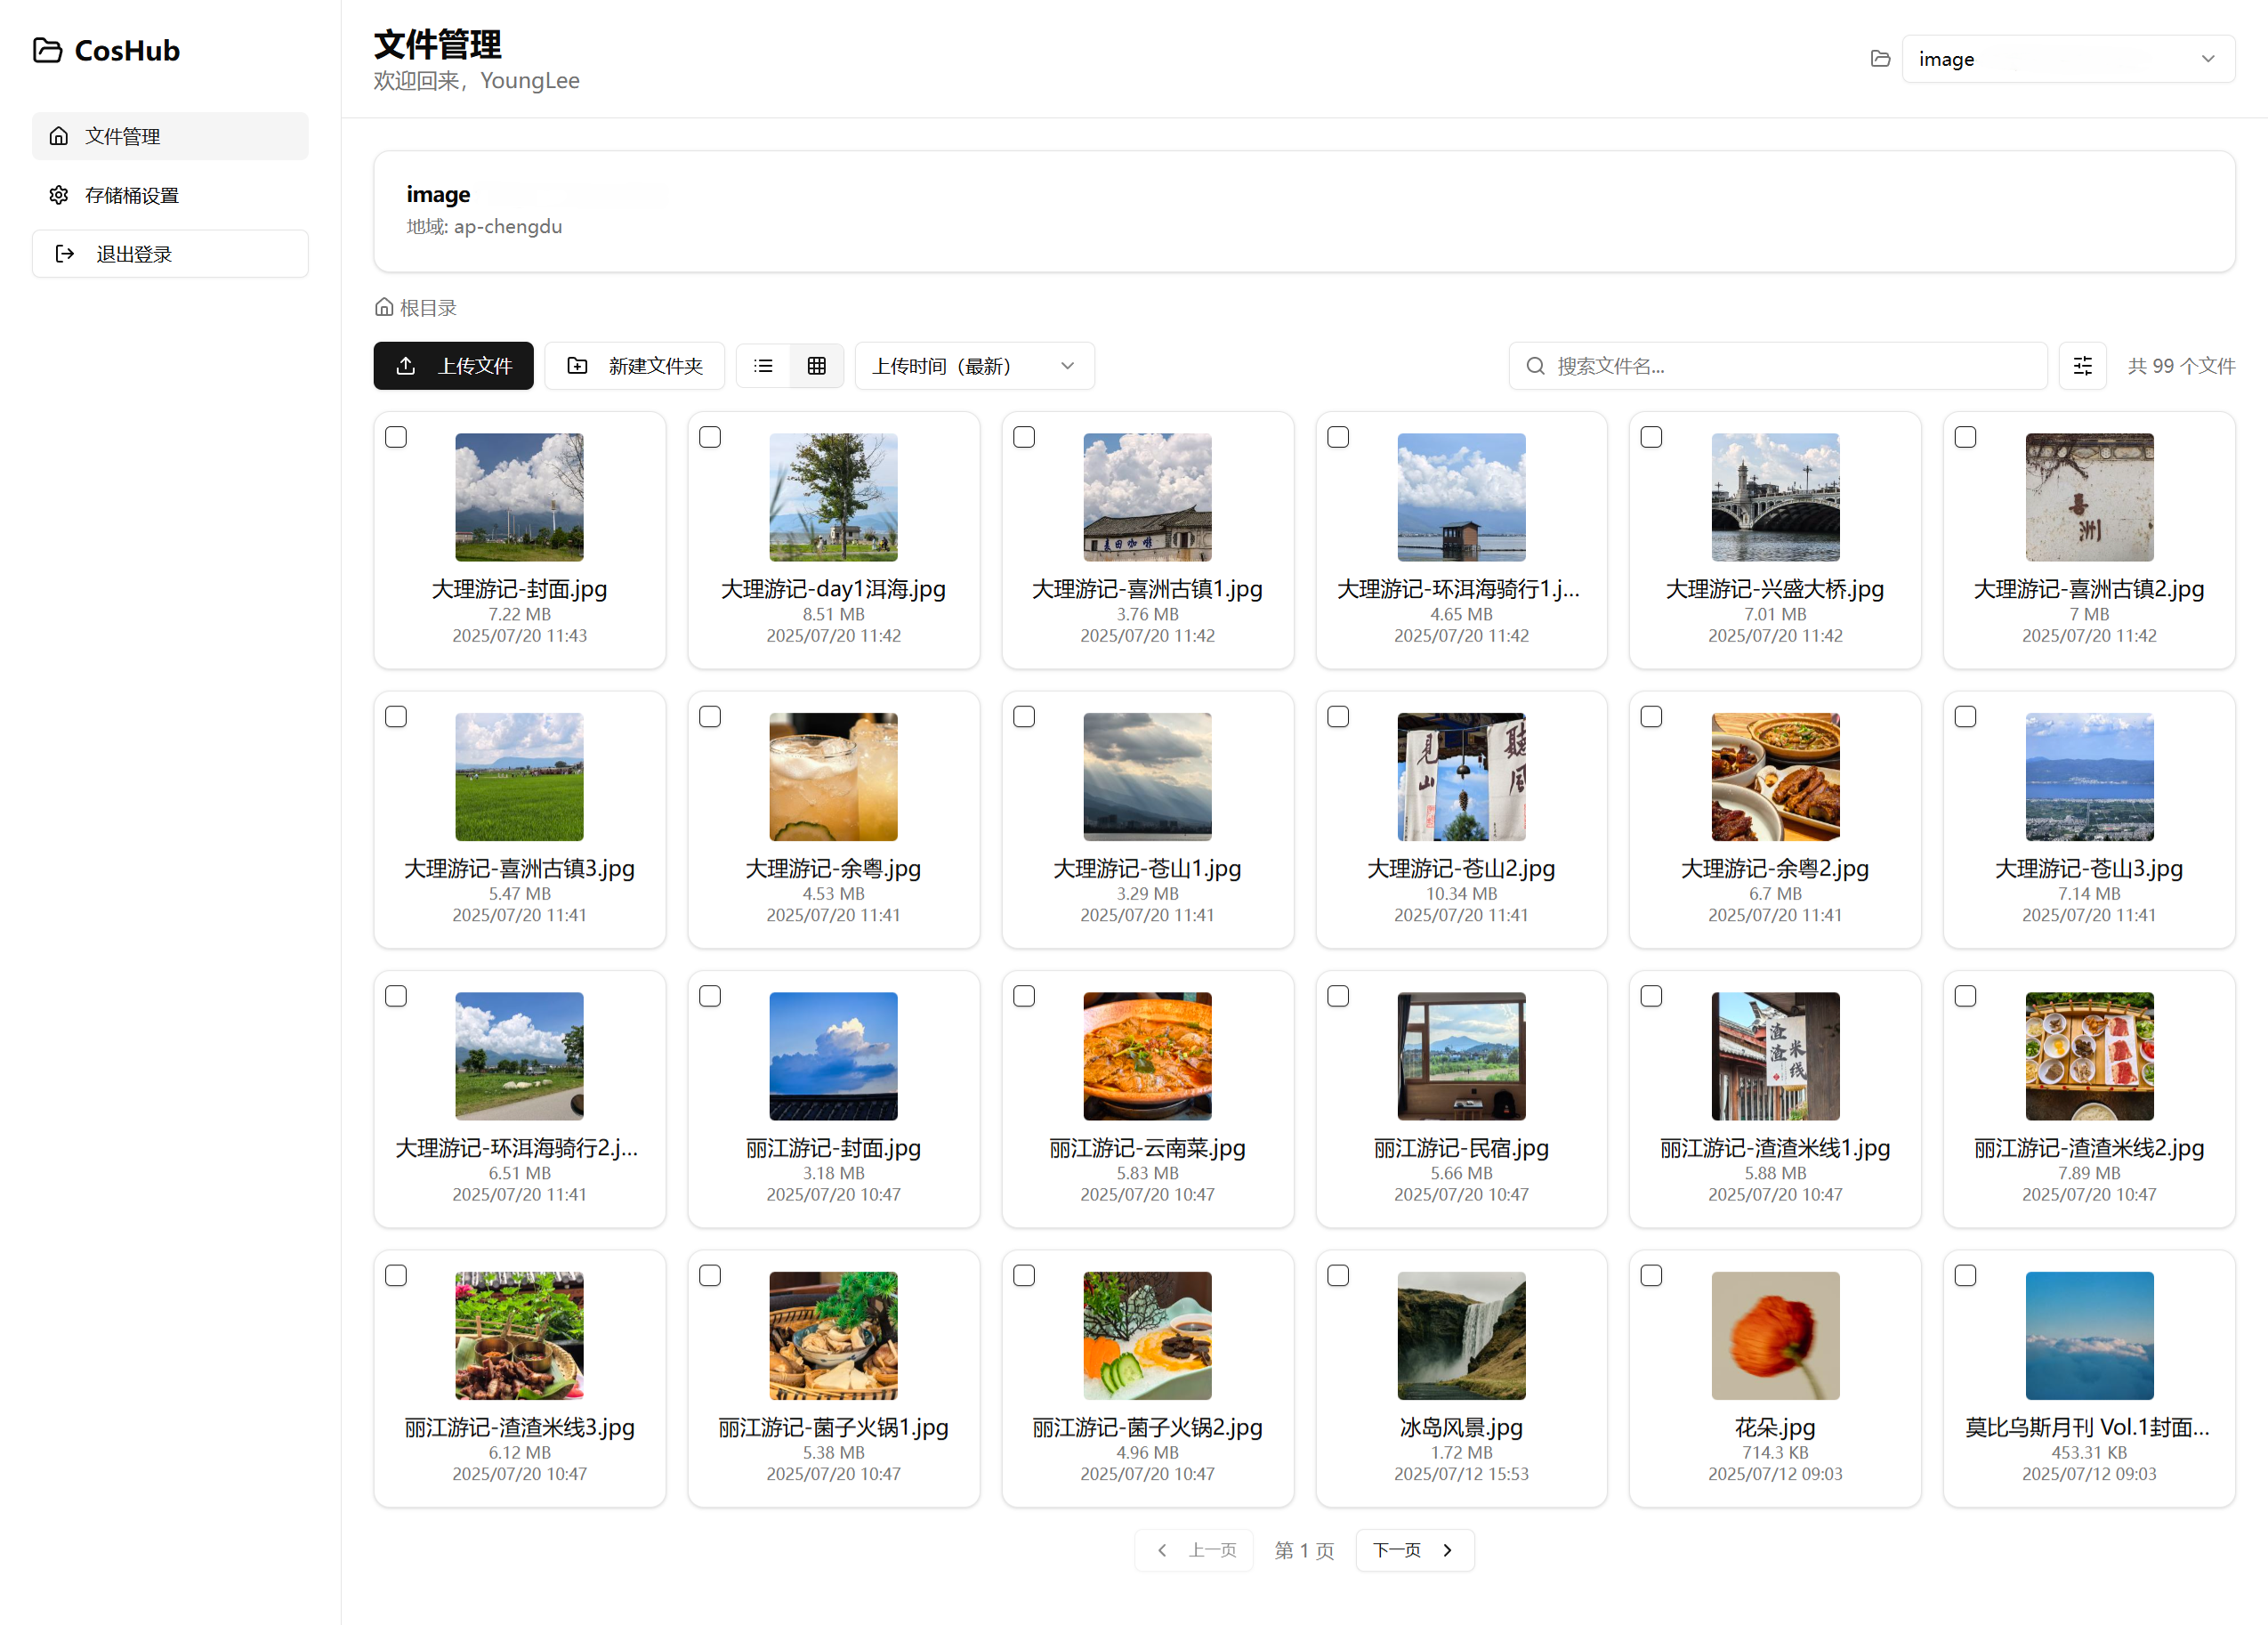 CosHub
文件管理
存储桶设置
退出登录
文件管理
欢迎回来，YoungLee
image
image
地域: ap-chengdu
根目录
上传文件
新建文件夹
上传时间（最新）
搜索文件名...
共 99 个文件
麦田咖啡
喜洲
大理游记-封面.jpg
7.22 MB
2025/07/20 11:43
大理游记-day1洱海.jpg
8.51 MB
2025/07/20 11:42
大理游记-喜洲古镇1.jpg
3.76 MB
2025/07/20 11:42
大理游记-环洱海骑行1.j...
4.65 MB
2025/07/20 11:42
大理游记-兴盛大桥.jpg
7.01 MB
2025/07/20 11:42
大理游记-喜洲古镇2.jpg
7 MB
2025/07/20 11:42
見山
聽風
大理游记-喜洲古镇3.jpg
5.47 MB
2025/07/20 11:41
大理游记-余粤.jpg
4.53 MB
2025/07/20 11:41
大理游记-苍山1.jpg
3.29 MB
2025/07/20 11:41
大理游记-苍山2.jpg
10.34 MB
2025/07/20 11:41
大理游记-余粤2.jpg
6.7 MB
2025/07/20 11:41
大理游记-苍山3.jpg
7.14 MB
2025/07/20 11:41
渣渣米线
大理游记-环洱海骑行2.j...
6.51 MB
2025/07/20 11:41
丽江游记-封面.jpg
3.18 MB
2025/07/20 10:47
丽江游记-云南菜.jpg
5.83 MB
2025/07/20 10:47
丽江游记-民宿.jpg
5.66 MB
2025/07/20 10:47
丽江游记-渣渣米线1.jpg
5.88 MB
2025/07/20 10:47
丽江游记-渣渣米线2.jpg
7.89 MB
2025/07/20 10:47
丽江游记-渣渣米线3.jpg
6.12 MB
2025/07/20 10:47
丽江游记-菌子火锅1.jpg
5.38 MB
2025/07/20 10:47
丽江游记-菌子火锅2.jpg
4.96 MB
2025/07/20 10:47
冰岛风景.jpg
1.72 MB
2025/07/12 15:53
花朵.jpg
714.3 KB
2025/07/12 09:03
莫比乌斯月刊 Vol.1封面...
453.31 KB
2025/07/12 09:03
上一页
第 1 页
下一页